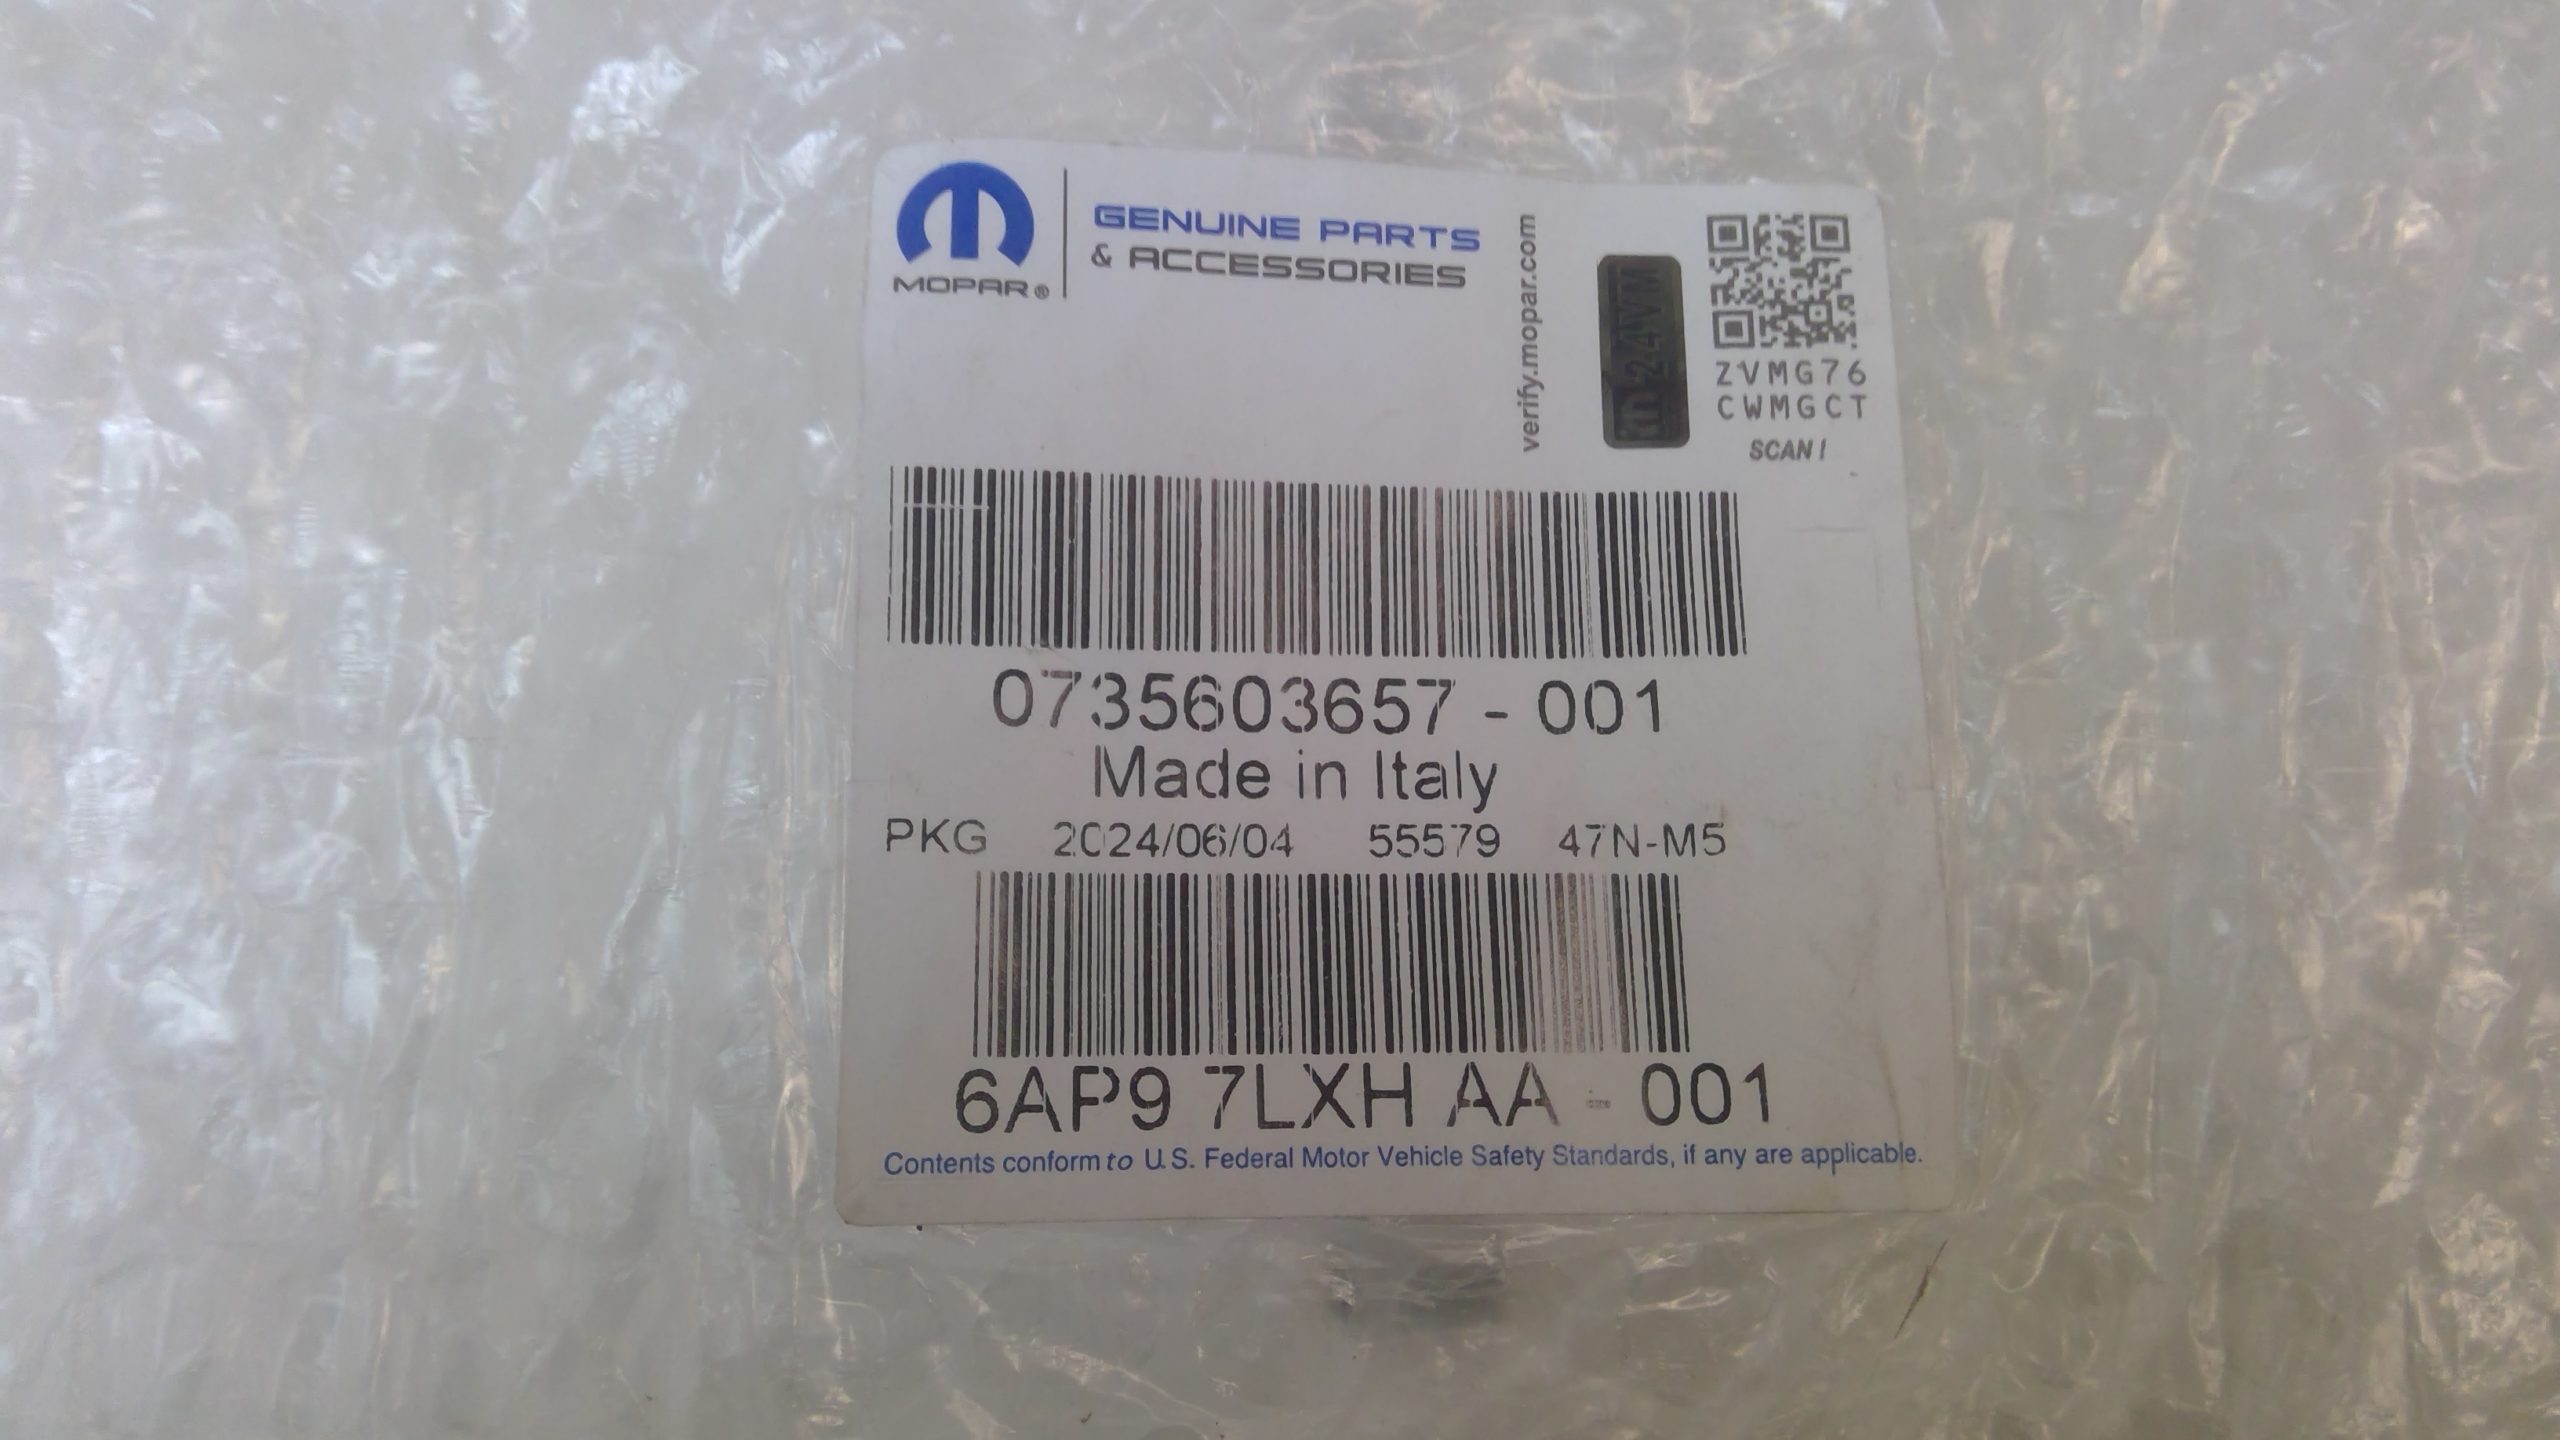 MOPAR®
GENUINE PARTS
& ACCESSORIES
verify.mopar.com
m 24VM
ZVMG76
CWMGCT
SCAN!
0735603657 - 001
Made in Italy
PKG 2024/06/04 55579 47N-M5
6AP9 7LXH AA - 001
Contents conform to U.S. Federal Motor Vehicle Safety Standards, if any are applicable.